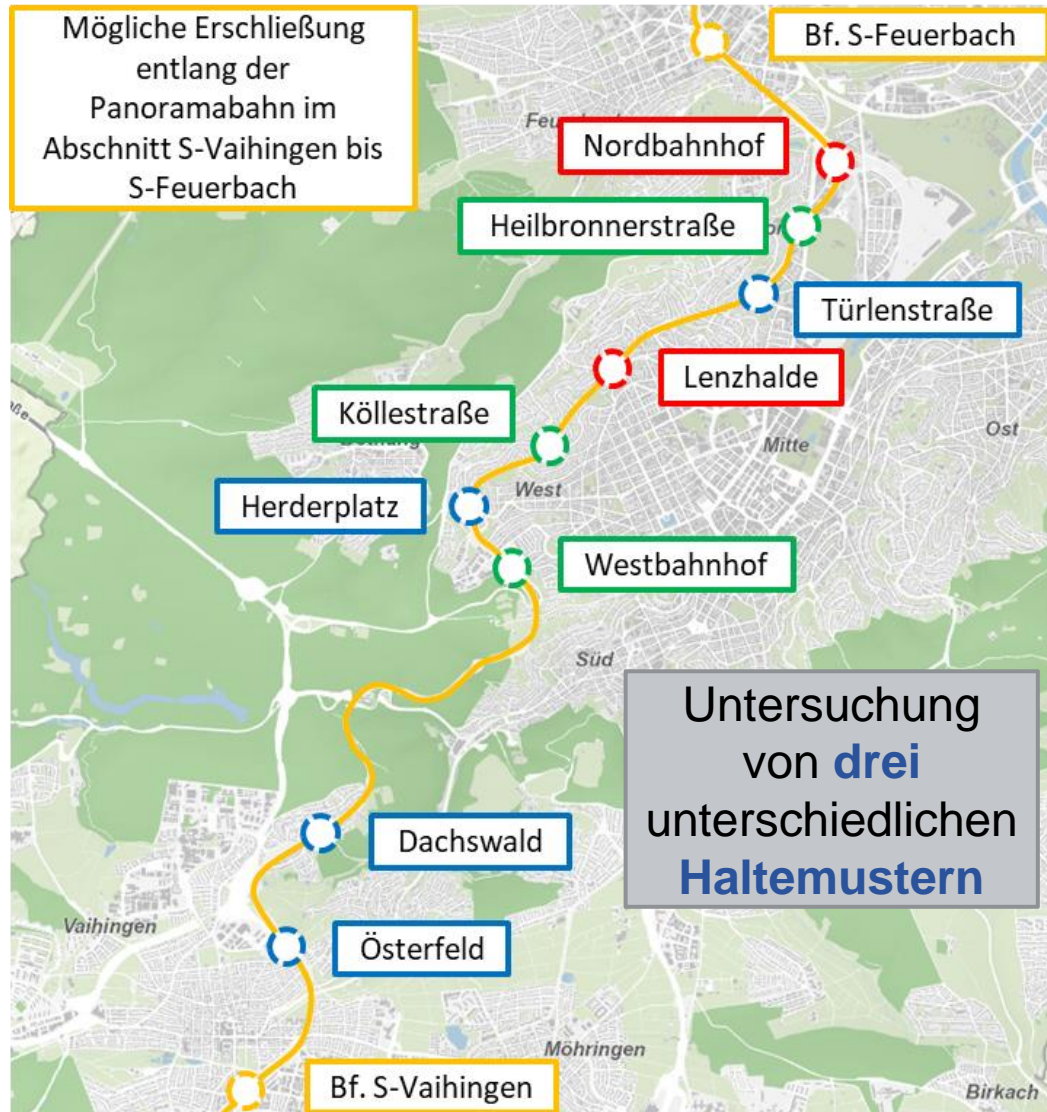 Mögliche Erschließung
entlang der
Panoramabahn im
Abschnitt S-Vaihingen bis
S-Feuerbach
Bf. S-Feuerbach
Nordbahnhof
Heilbronnerstraße
Türlenstraße
Lenzhalde
Köllestraße
Mitte
Ost
West
Herderplatz
Westbahnhof
Süd
Untersuchung
von drei
unterschiedlichen
Haltemustern
Dachswald
Vaihingen
Österfeld
Möhringen
Bf. S-Vaihingen
Birkach